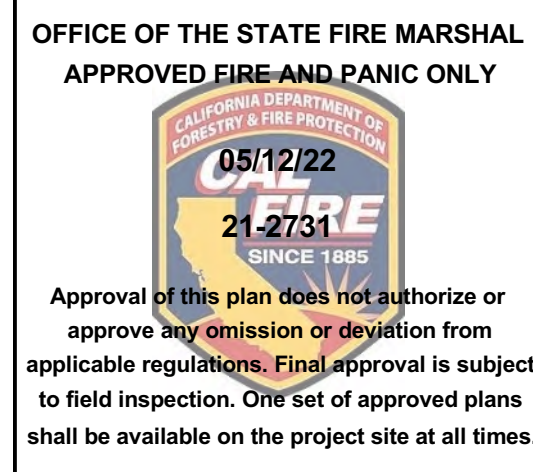 OFFICE OF THE STATE FIRE MARSHAL
APPROVED FIRE AND PANIC ONLY
CALIFORNIA DEPARTMENT OF
FORESTRY & FIRE PROTECTION
05/12/22
CAL
21-2731
FIRE
SINCE 1885
Approval of this plan does not authorize or
approve any omission or deviation from
applicable regulations. Final approval is subject
to field inspection. One set of approved plans
shall be available on the project site at all times.